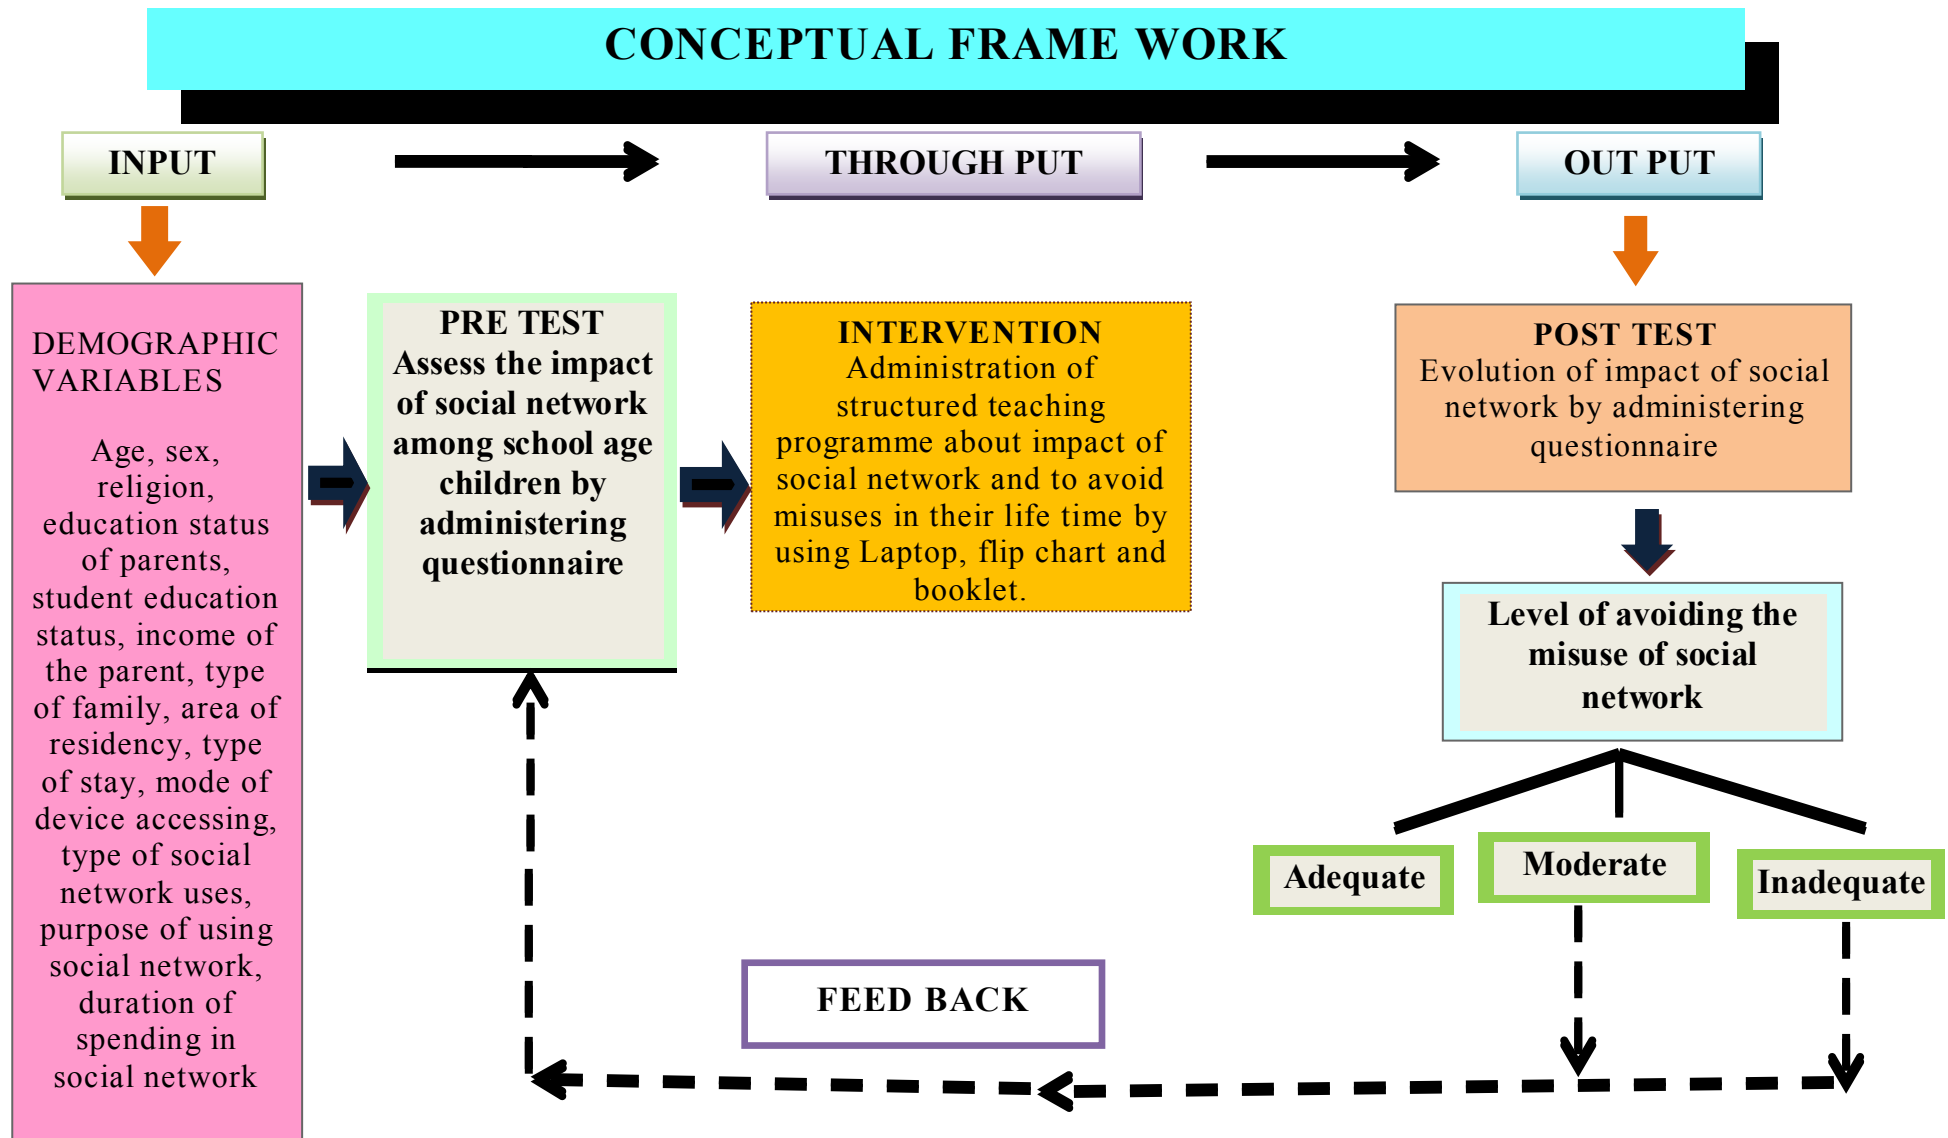 CONCEPTUAL FRAME WORK
INPUT
THROUGH PUT
OUT PUT
DEMOGRAPHIC
VARIABLES
Age, sex,
religion,
education status
of parents,
student education
status, income of
the parent, type
of family, area of
residency, type
of stay, mode of
device accessing,
type of social
network uses,
purpose of using
social network,
duration of
spending in
social network
PRE TEST
Assess the impact
of social network
among school age
children by
administering
questionnaire
INTERVENTION
Administration of
structured teaching
programme about impact of
social network and to avoid
misuses in their life time by
using Laptop, flip chart and
booklet.
POST TEST
Evolution of impact of social
network by administering
questionnaire
Level of avoiding the
misuse of social
network
Adequate
Moderate
Inadequate
FEED BACK